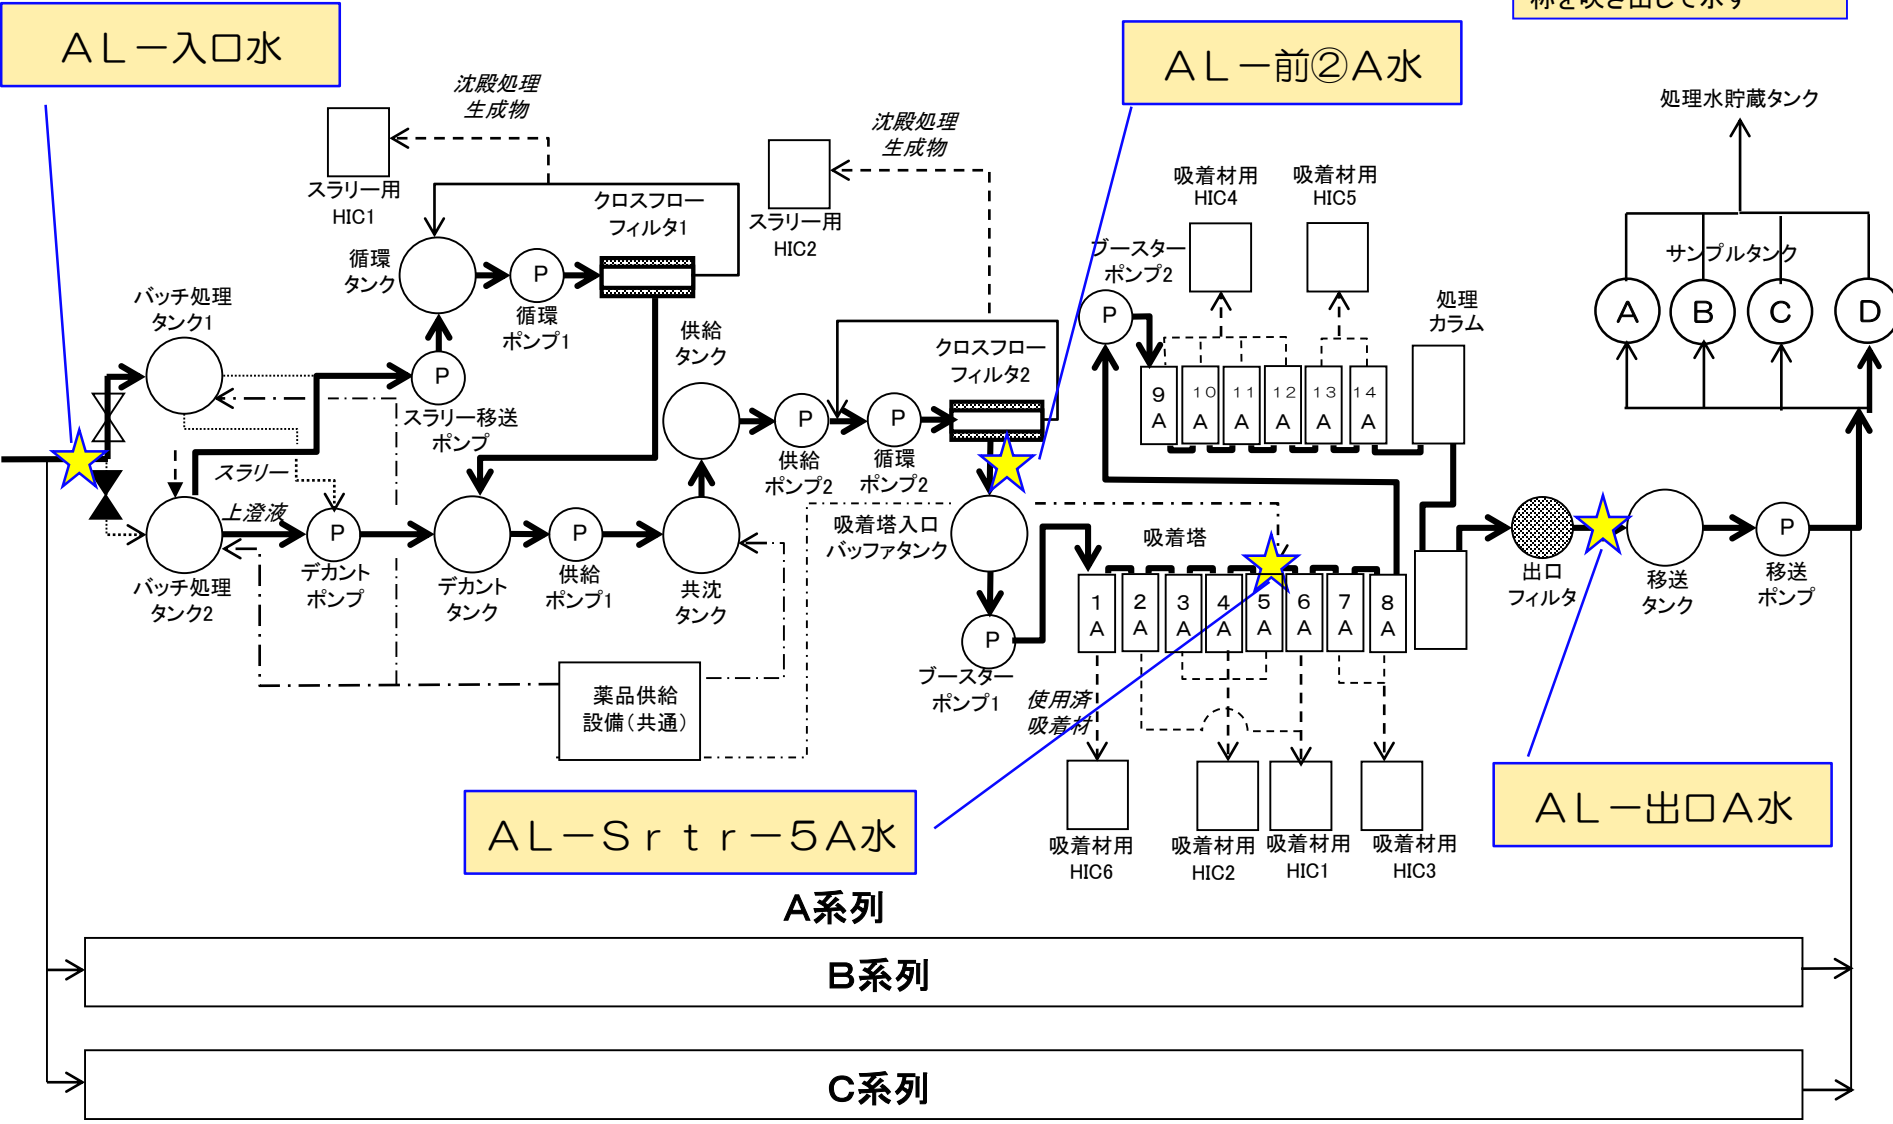 称を吹き出しで示す
ＡＬ－入口水
ＡＬ－前②Ａ水
沈殿処理
生成物
沈殿処理
生成物
処理水貯蔵タンク
スラリー用
HIC1
クロスフロー
フィルタ1
スラリー用
HIC2
吸着材用
HIC4
吸着材用
HIC5
ブースター
ポンプ2
サンプルタンク
循環
タンク
P
循環
ポンプ1
バッチ処理
タンク1
供給
タンク
P
処理
カラム
A
B
C
D
クロスフロー
フィルタ2
P
スラリー移送
ポンプ
9
A
10
A
11
A
12
A
13
A
14
A
P
供給
ポンプ2
P
循環
ポンプ2
スラリー
上澄液
P
デカント
ポンプ
バッチ処理
タンク2
デカント
タンク
P
供給
ポンプ1
共沈
タンク
吸着塔入口
バッファタンク
吸着塔
出口
フィルタ
移送
タンク
P
移送
ポンプ
1
A
2
A
3
A
4
A
5
A
6
A
7
A
8
A
P
ブースター
ポンプ1
使用済
吸着材
薬品供給
設備（共通）
ＡＬ－Ｓｒｔｒ－５Ａ水
ＡＬ－出口Ａ水
吸着材用
HIC6
吸着材用
HIC2
吸着材用
HIC1
吸着材用
HIC3
A系列
B系列
C系列